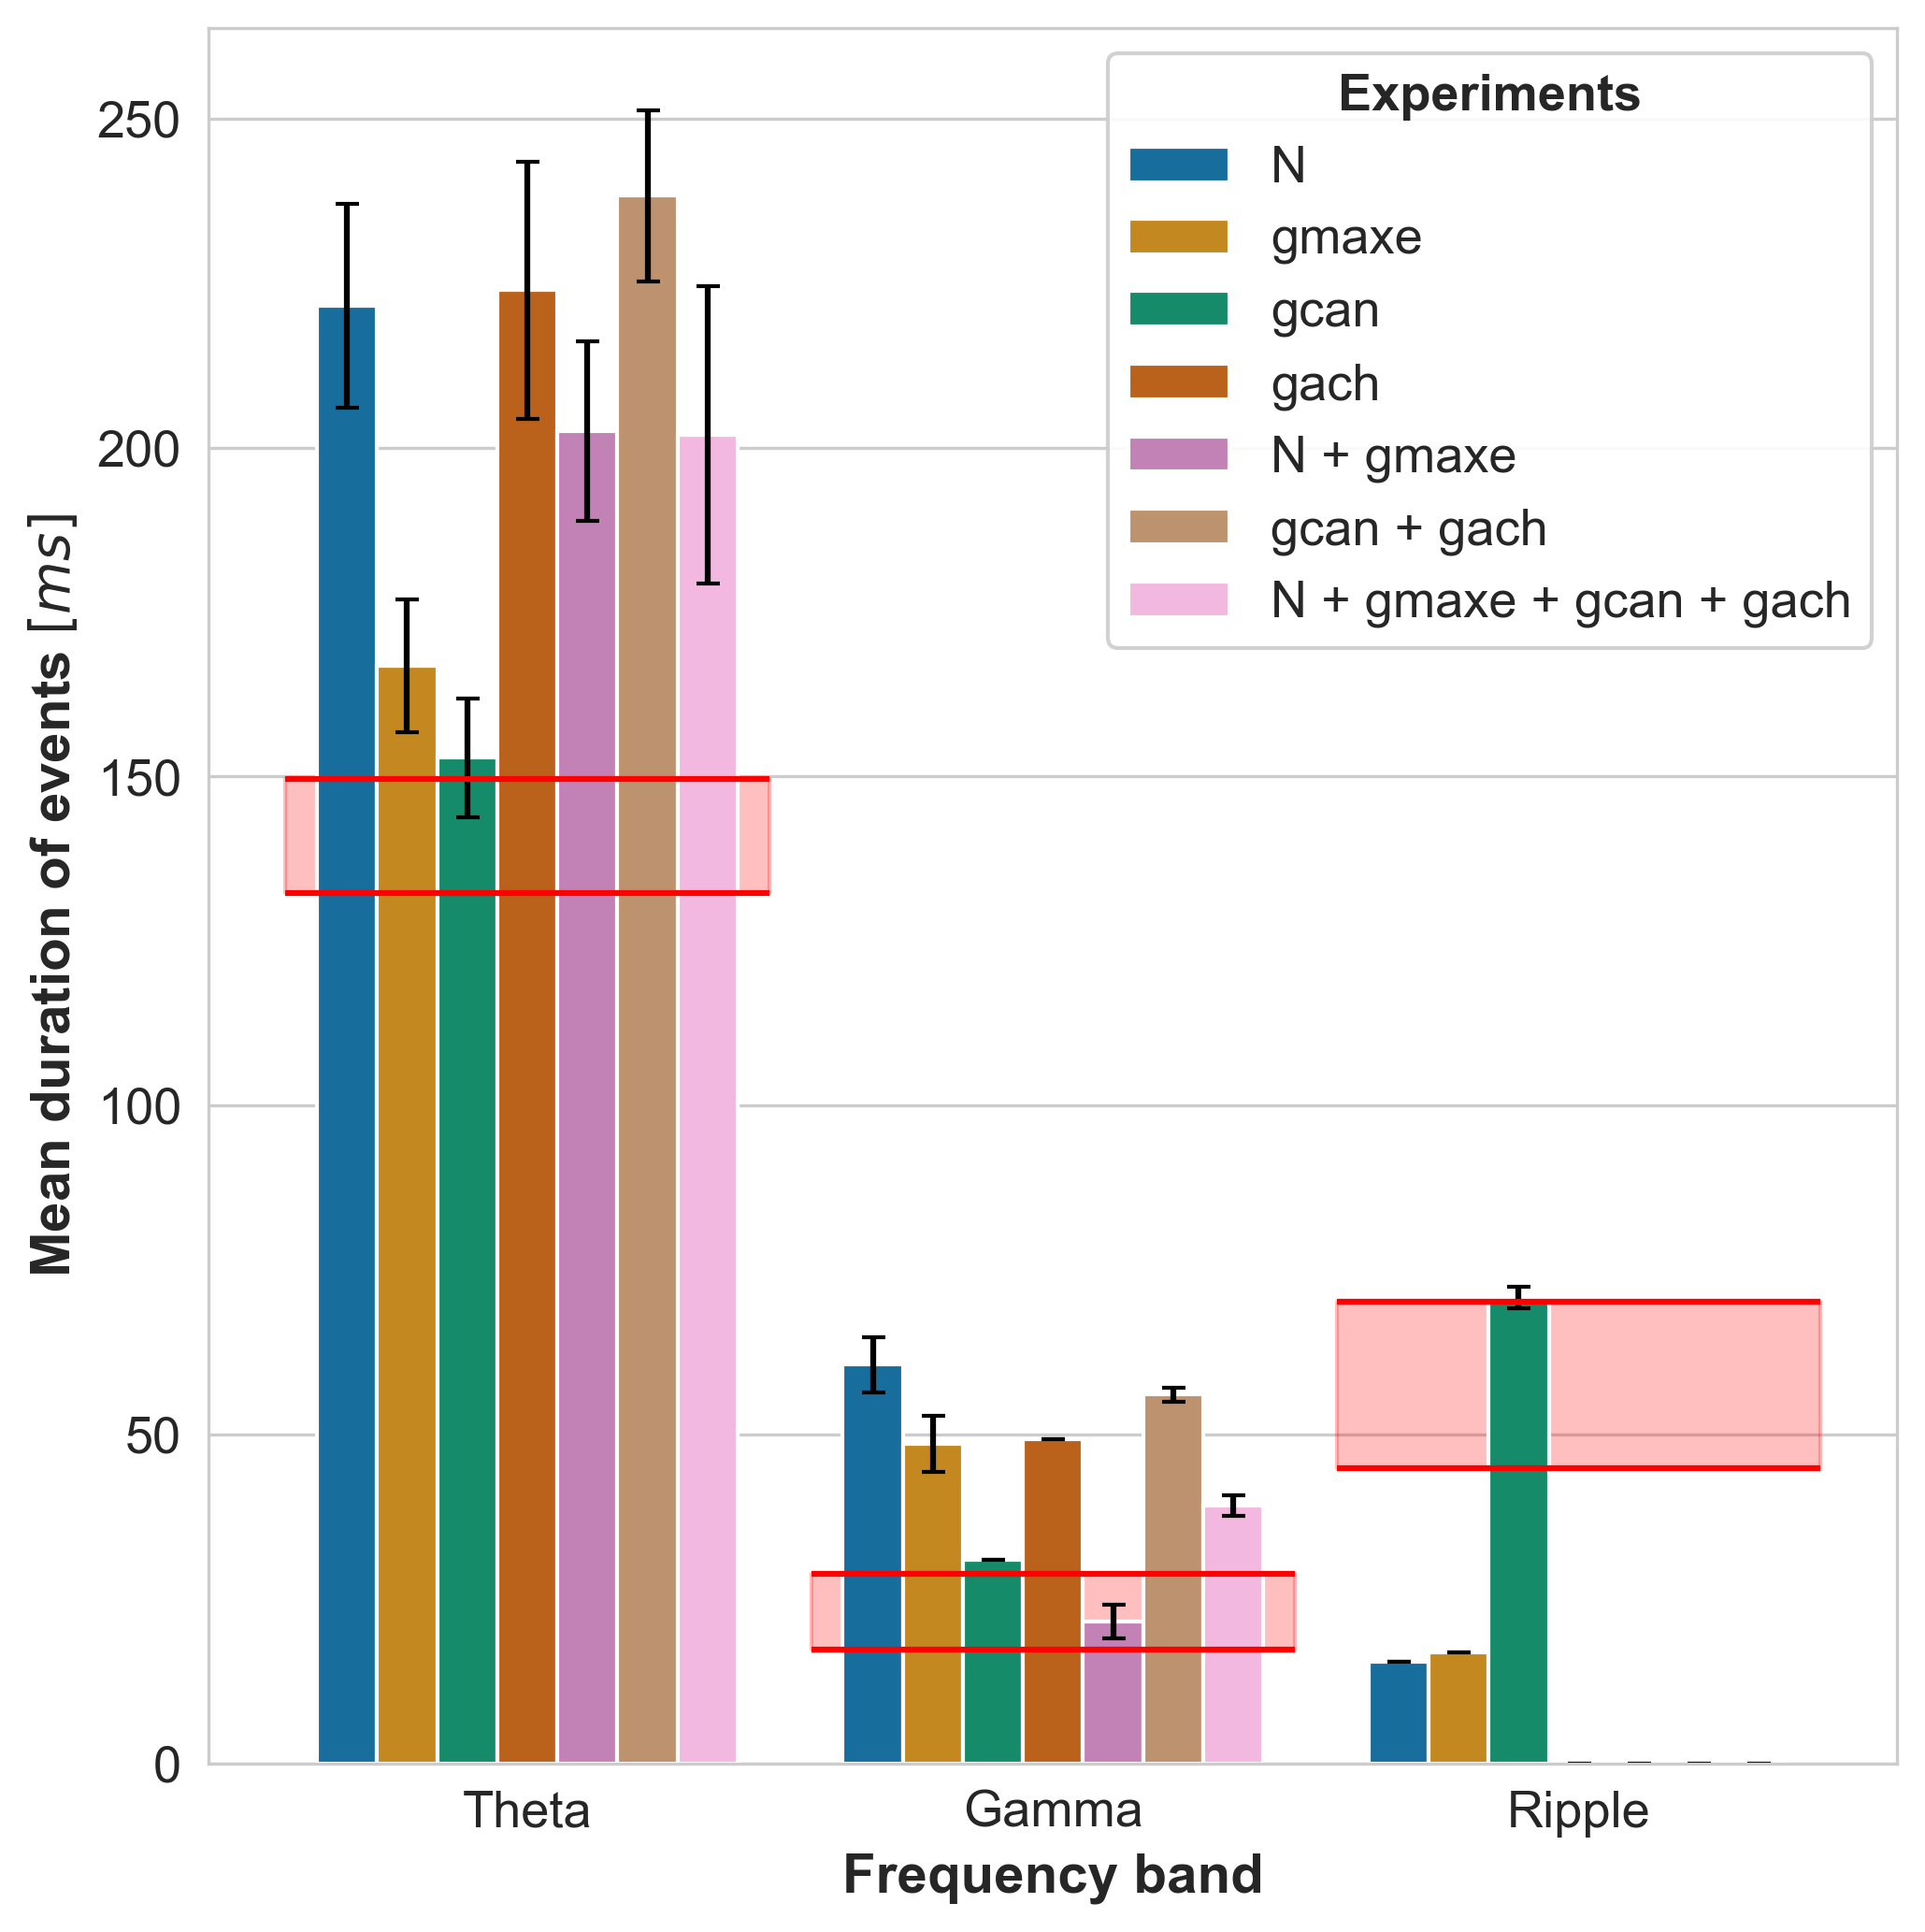 Experiments
N
gmaxe
gcan
gach
N + gmaxe
gcan + gach
N + gmaxe + gcan + gach
Mean duration of events [ms]
250
200
150
100
50
0
Theta
Gamma
Ripple
Frequency band